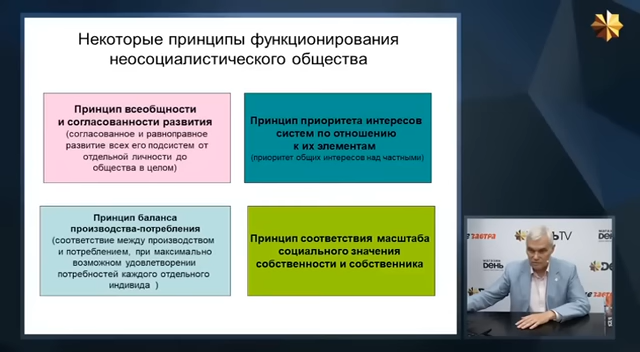 Некоторые принципы функционирования
неосоциалистического общества
Принцип всеобщности
и согласованности развития
(согласованное и равноправное
развитие всех его подсистем от
отдельной личности до
общества в целом)
Принцип приоритета интересов
систем по отношению
к их элементам
(приоритет общих интересов над частными)
Принцип баланса
производства-потребления
(соответствие между производством
и потреблением, при максимально
возможном удовлетворении
потребностей каждого отдельного
индивида )
Принцип соответствия масштаба
социального значения
собственности и собственника
завтра
TV
МАГАЗИН
DЕНЬ